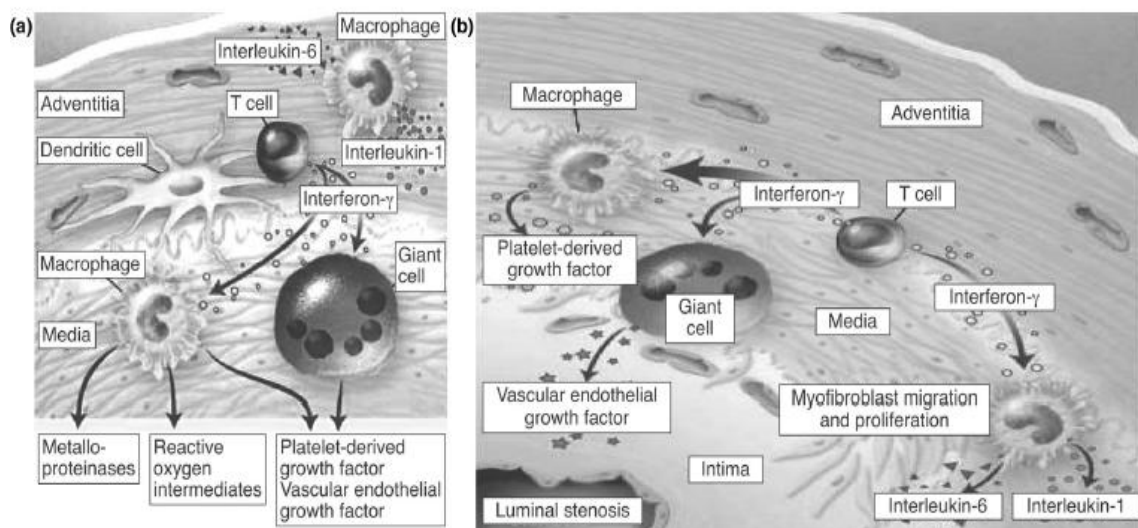 (a)
Macrophage
Interleukin-6
T cell
Adventitia
Dendritic cell
Interleukin-1
Interferon-γ
Macrophage
Giant
cell
Media
Metallo-
proteinases
Reactive
oxygen
intermediates
Platelet-derived
growth factor
Vascular endothelial
growth factor
(b)
Macrophage
Adventitia
Interferon-γ
T cell
Platelet-derived
growth factor
Giant
cell
Media
Interferon-γ
Vascular endothelial
growth factor
Myofibroblast migration
and proliferation
Intima
Luminal stenosis
Interleukin-6
Interleukin-1